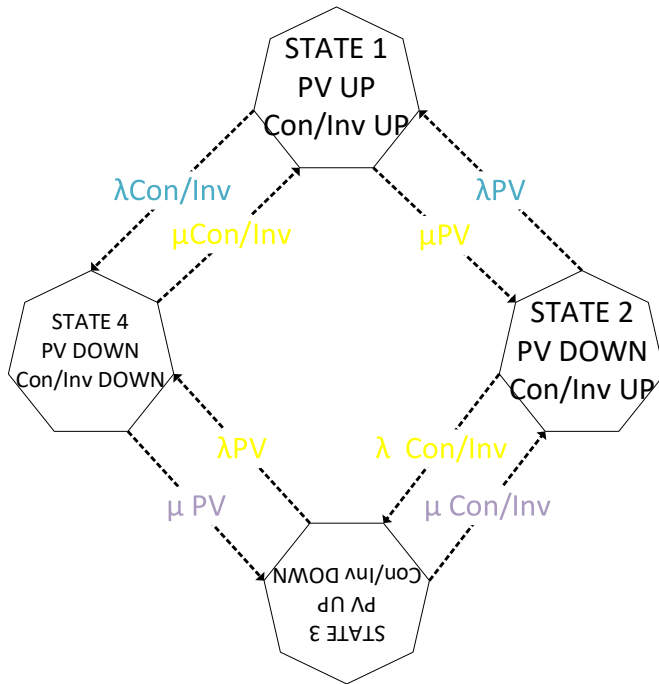 STATE 1
PV UP
Con/Inv UP
λCon/Inv
λPV
μCon/Inv
μPV
STATE 4
PV DOWN
Con/Inv DOWN
STATE 2
PV DOWN
Con/Inv UP
λPV
λ Con/Inv
μ PV
μ Con/Inv
STATE 3
PV UP
Con/Inv DOWN